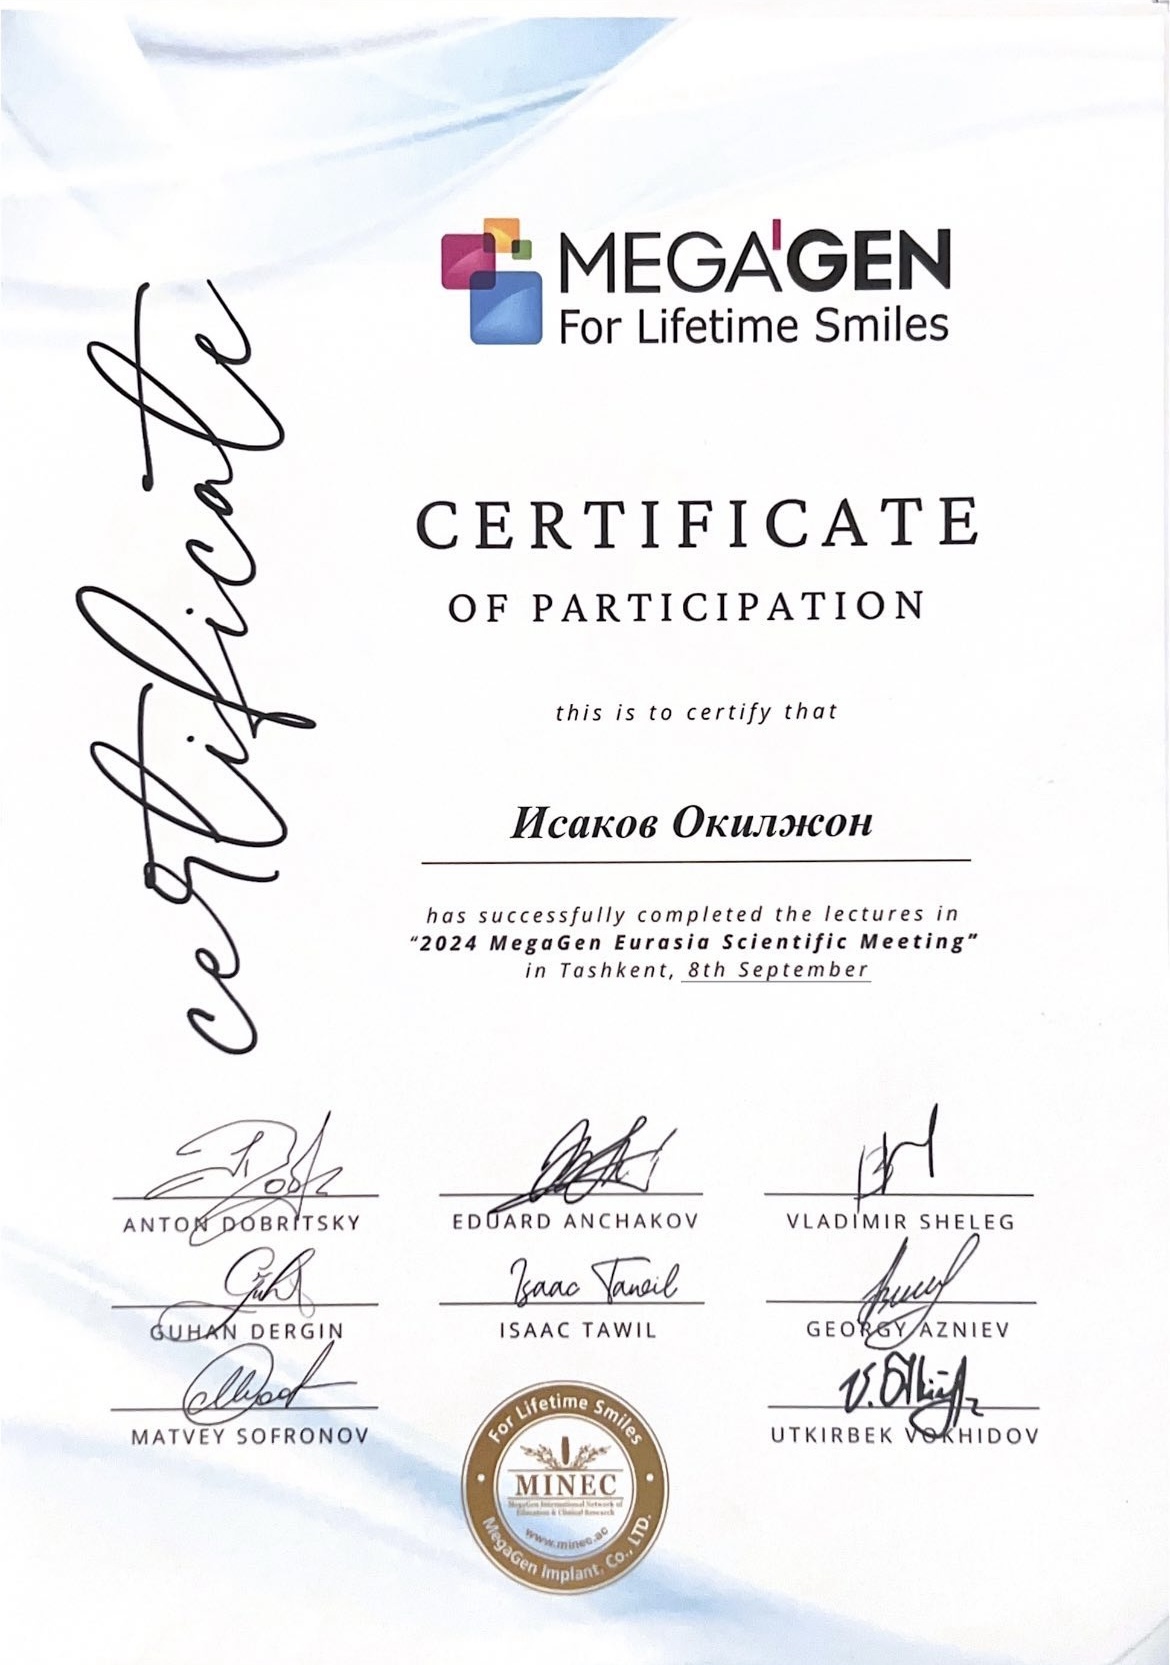 MEGA'GEN
For Lifetime Smiles
certificate
CERTIFICATE
OF PARTICIPATION
this is to certify that
Исаков Окилжон
has successfully completed the lectures in
“2024 MegaGen Eurasia Scientific Meeting”
in Tashkent, 8th September
ANTON DOBRITSKY
EDUARD ANCHAKOV
VLADIMIR SHELEG
Isaac Tawil
GUHAN DERGIN
ISAAC TAWIL
GEORGY AZNIEV
MATVEY SOFRONOV
UTKIRBEK VOKHIDOV
For Lifetime Smiles
MINEC
MegaGen International Network of
Education & Clinical Research
www.minec.ac
MegaGen Implant, Co., LTD.